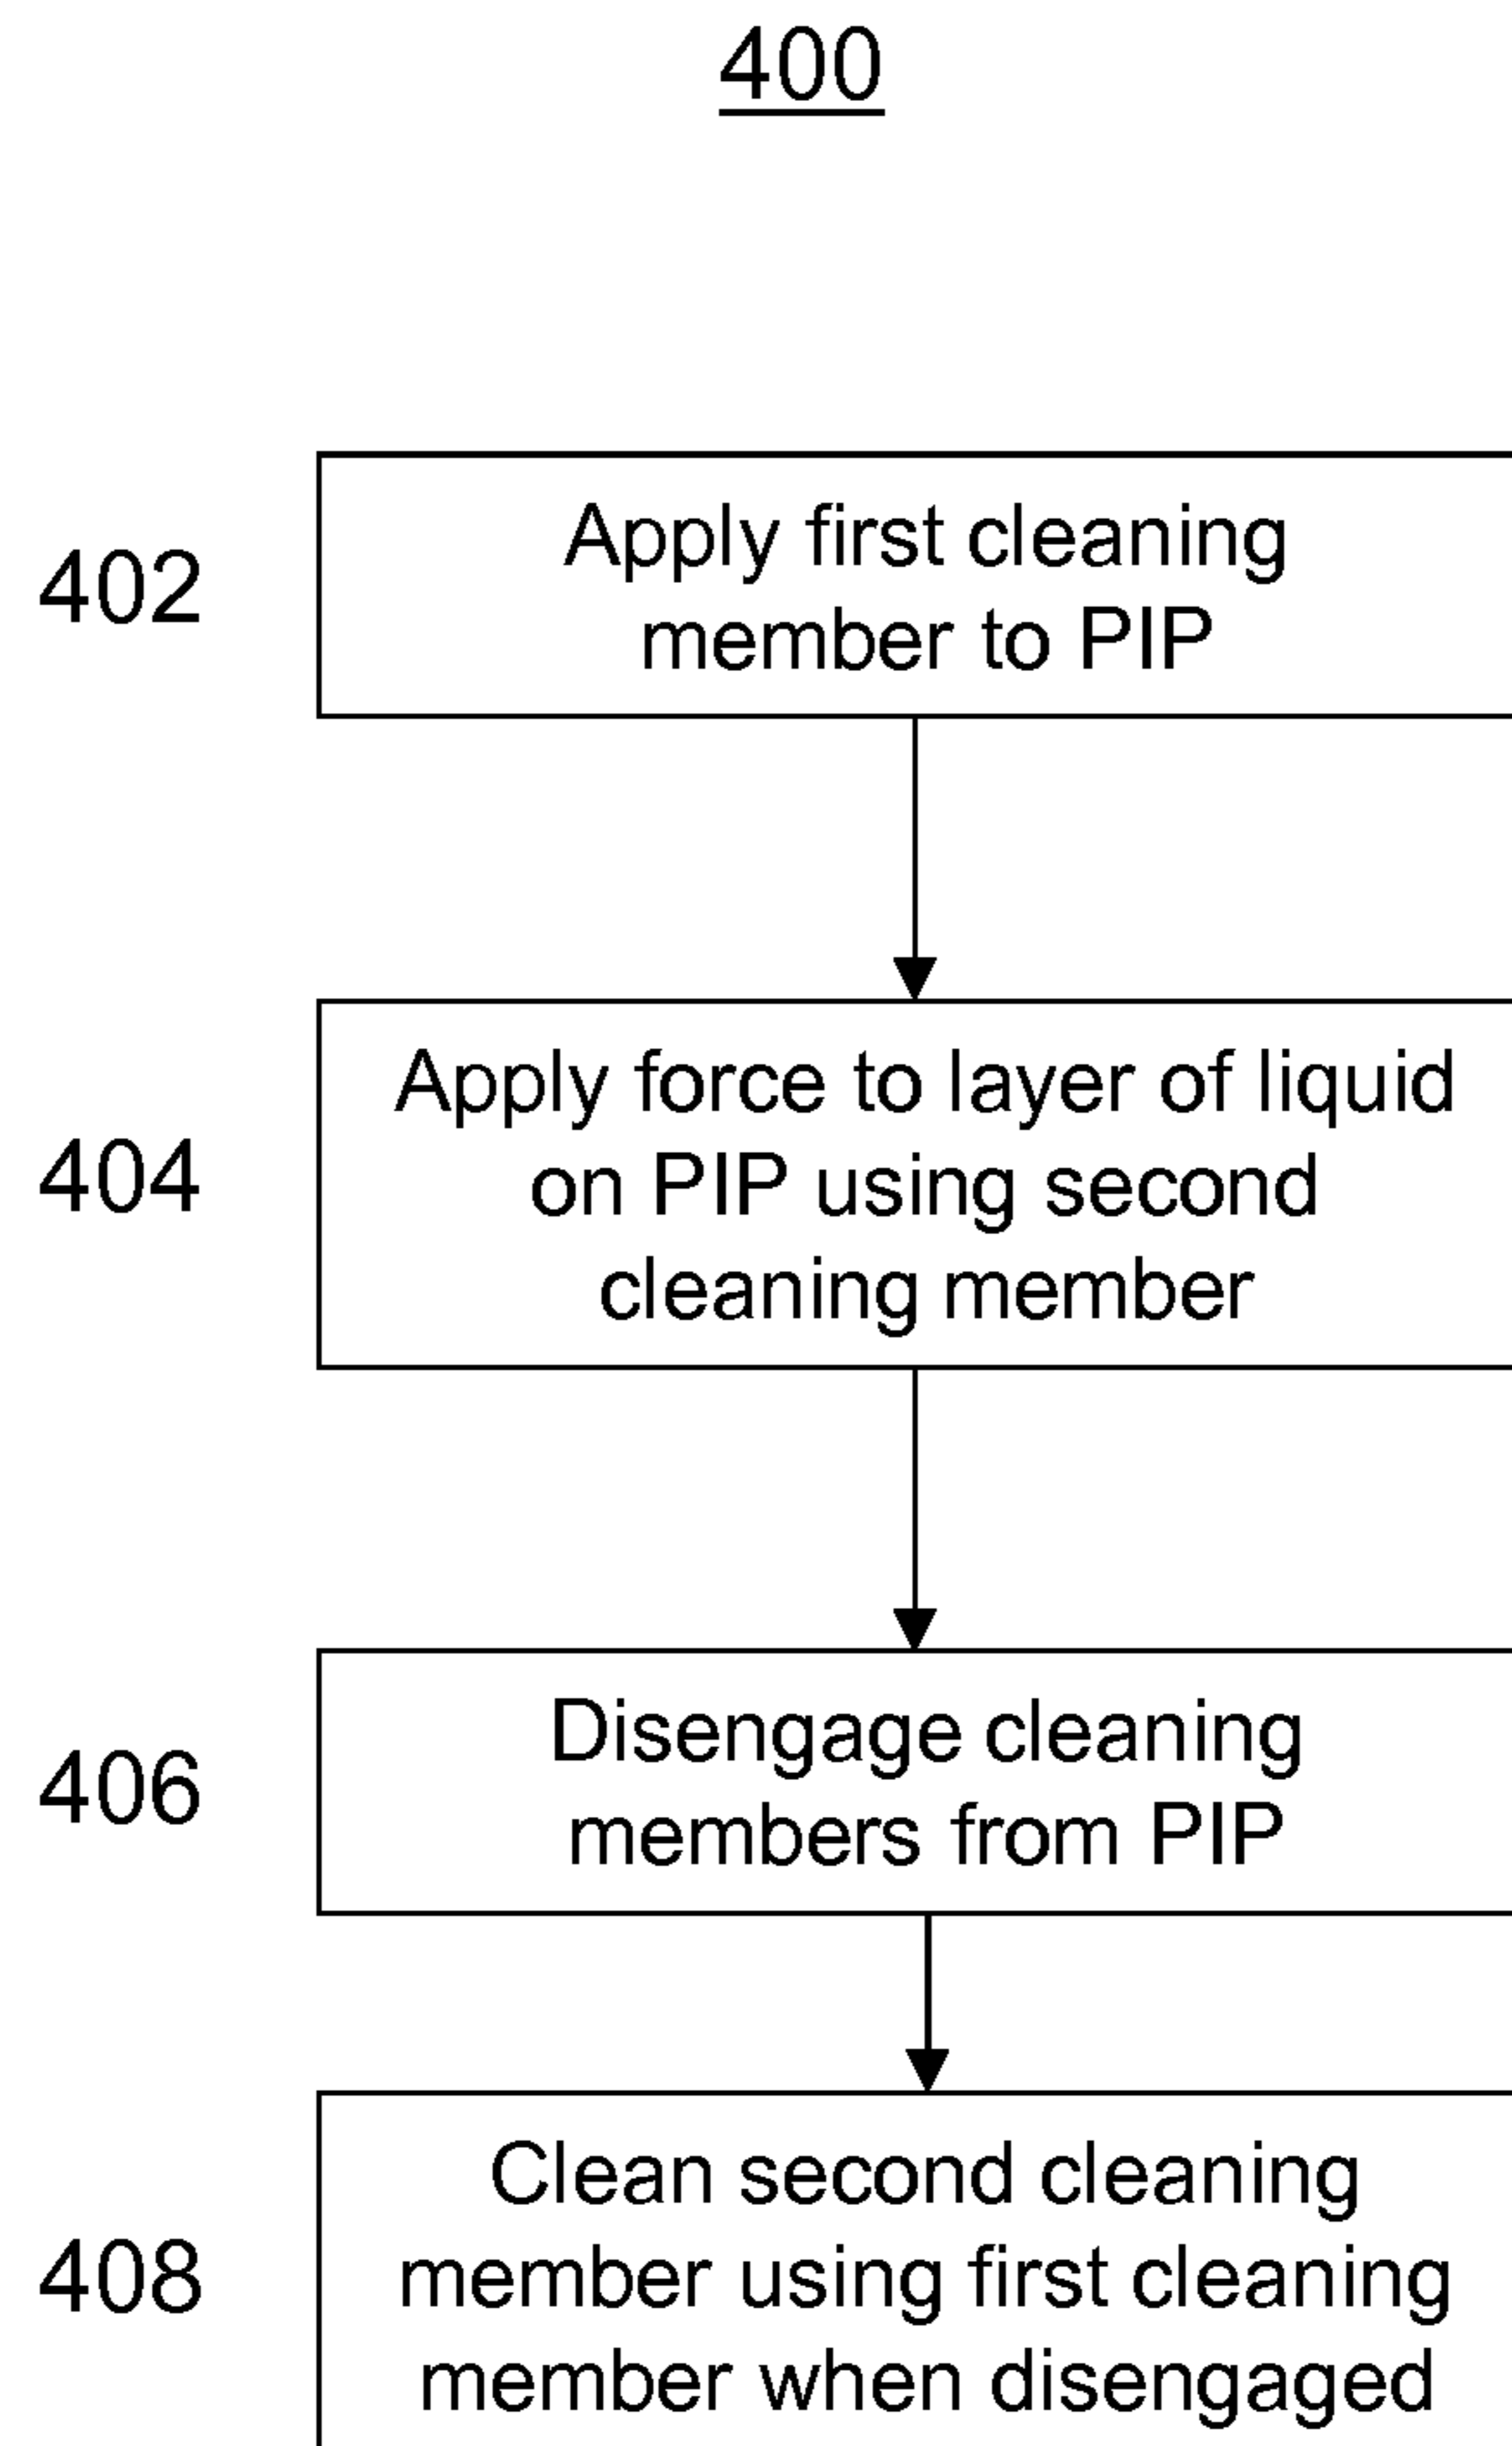 400
402
Apply first cleaning
member to PIP
404
Apply force to layer of liquid
on PIP using second
cleaning member
406
Disengage cleaning
members from PIP
408
Clean second cleaning
member using first cleaning
member when disengaged